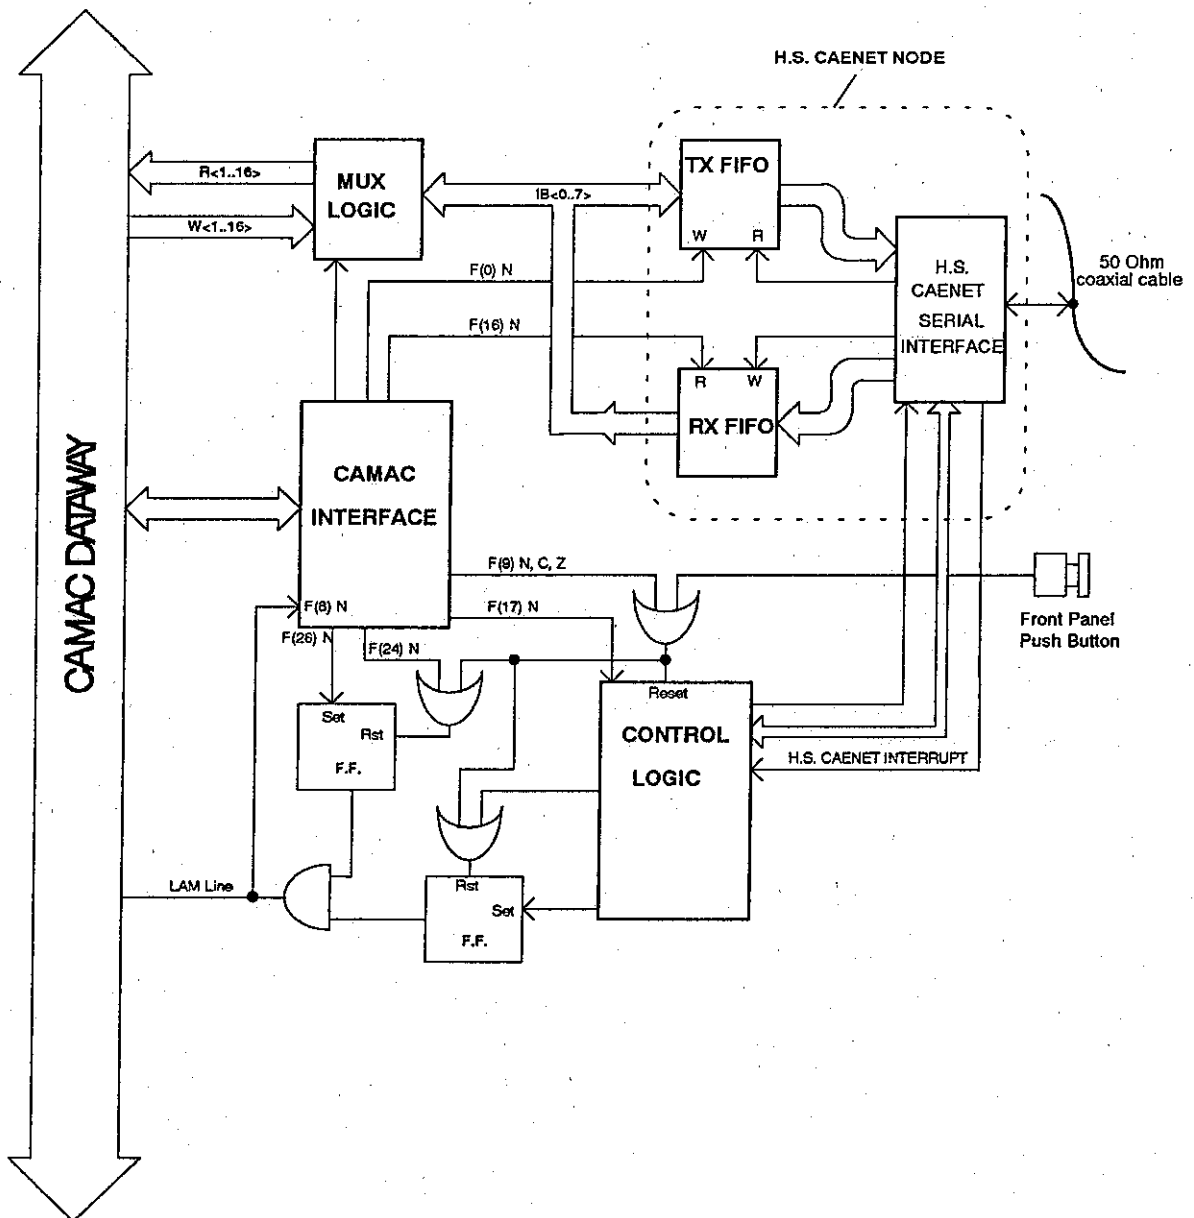 H.S. CAENET NODE
TX FIFO
W R
R<1..16>
MUX
LOGIC
IB<0..7>
W<1..16>
H.S.
CAENET
SERIAL
INTERFACE
50 Ohm
coaxial cable
F(0) N
F(16) N
R W
RX FIFO
CAMAC DATAWAY
CAMAC
INTERFACE
F(9) N, C, Z
F(17) N
F(8) N
F(26) N
F(24) N
Front Panel
Push Button
Reset
CONTROL
LOGIC
Set
Rst
F.F.
H.S. CAENET INTERRUPT
LAM Line
Rst
Set
F.F.